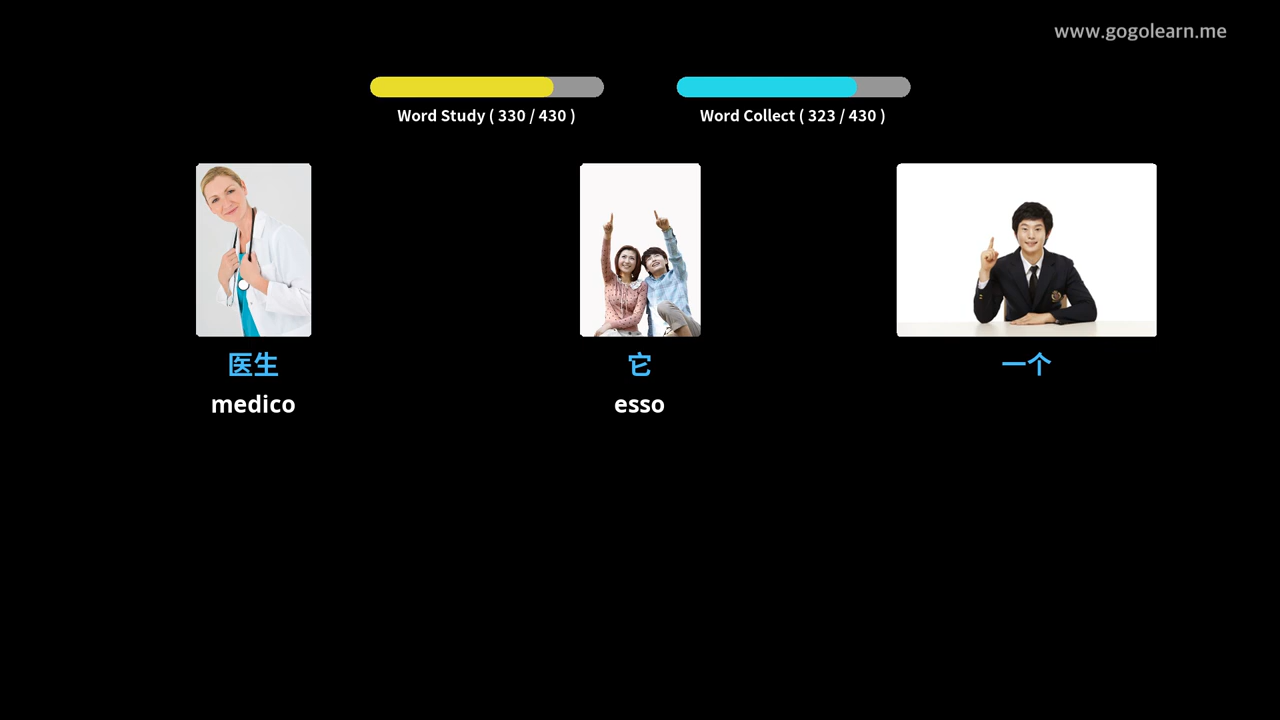 www.gogolearn.me
Word Study ( 330 / 430 )
Word Collect ( 323 / 430 )
医生
medico
它
esso
一个